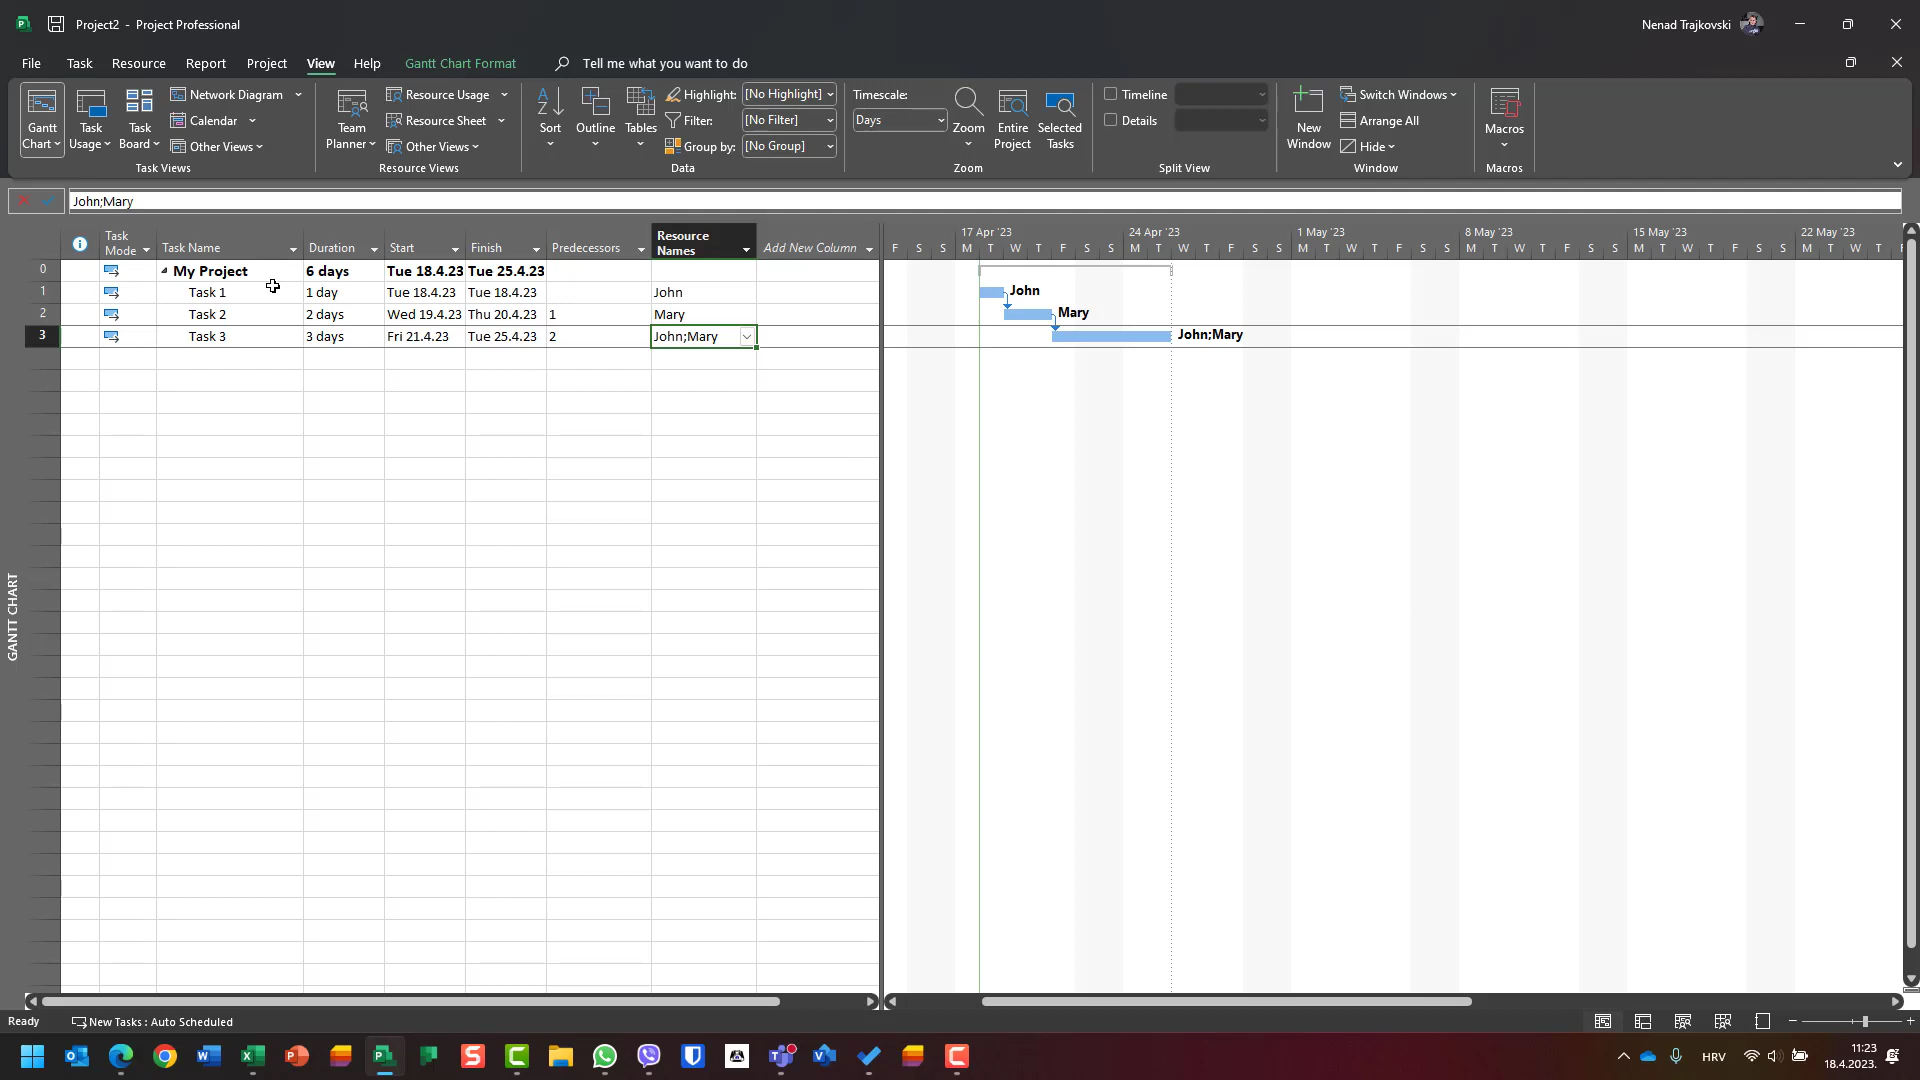 Project2 - Project Professional
Nenad Trajkovski
File Task Resource Report Project View Help Gantt Chart Format Tell me what you want to do
Gantt Chart
Task Usage
Task Board
Network Diagram
Calendar
Other Views
Task Views
Team Planner
Resource Usage
Resource Sheet
Other Views
Resource Views
Sort
Outline
Tables
Highlight: [No Highlight]
Filter: [No Filter]
Group by: [No Group]
Data
Timescale:
Days
Zoom
Entire Project
Selected Tasks
Zoom
Timeline
Details
Split View
New Window
Switch Windows
Arrange All
Hide
Window
Macros
Macros
John;Mary
Task Mode Task Name Duration Start Finish Predecessors Resource Names Add New Column
0 My Project 6 days Tue 18.4.23 Tue 25.4.23
1 Task 1 1 day Tue 18.4.23 Tue 18.4.23 John
2 Task 2 2 days Wed 19.4.23 Thu 20.4.23 1 Mary
3 Task 3 3 days Fri 21.4.23 Tue 25.4.23 2 John;Mary
17 Apr '23 24 Apr '23 1 May '23 8 May '23 15 May '23 22 May '23
F S S M T W T F S S M T W T F S S M T W T F S S M T W T F S S M T W T F S S M T W T F
John
Mary
John;Mary
GANTT CHART
Ready New Tasks : Auto Scheduled
HRV
11:23
18.4.2023.